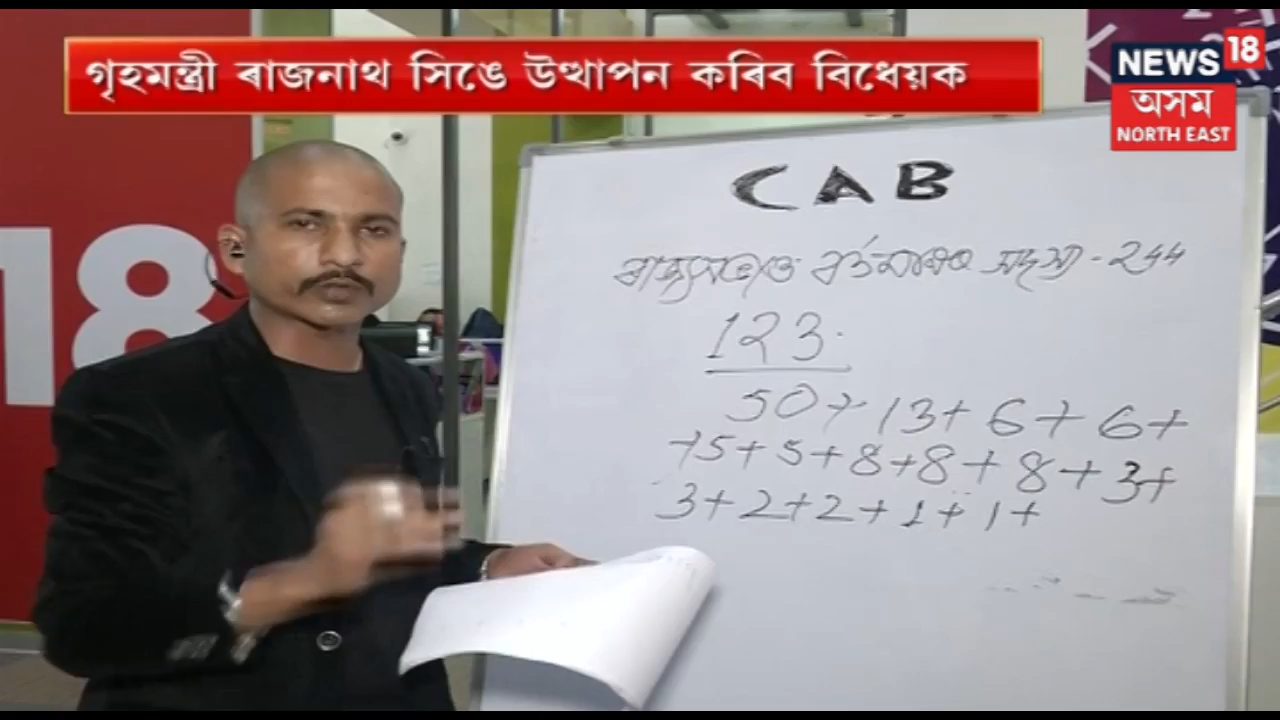 গৃহমন্ত্ৰী ৰাজনাথ সিঙে উত্থাপন কৰিব বিধেয়ক
NEWS 18
অসম
NORTH EAST
18
CAB
ৰাজ্যসভাত বৰ্তমানৰ সদস্য - 244
123.
50+13+6+6+
+5+5+8+8+8+3+
3+2+2+1+1+